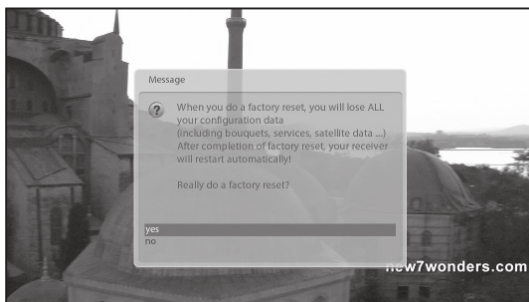 Message
When you do a factory reset, you will lose ALL
your configuration data
(including bouquets, services, satellite data ...)
After completion of factory reset, your receiver
will restart automatically!
Really do a factory reset?
yes
no
new7wonders.com